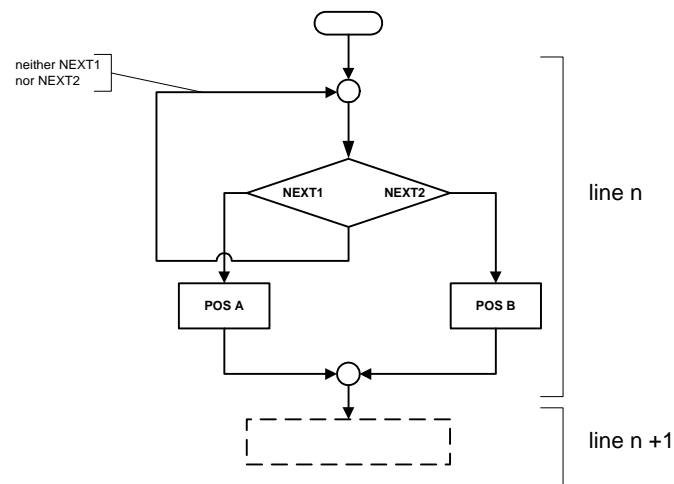 neither NEXT1
nor NEXT2
NEXT1 NEXT2
line n
POS A POS B
line n +1